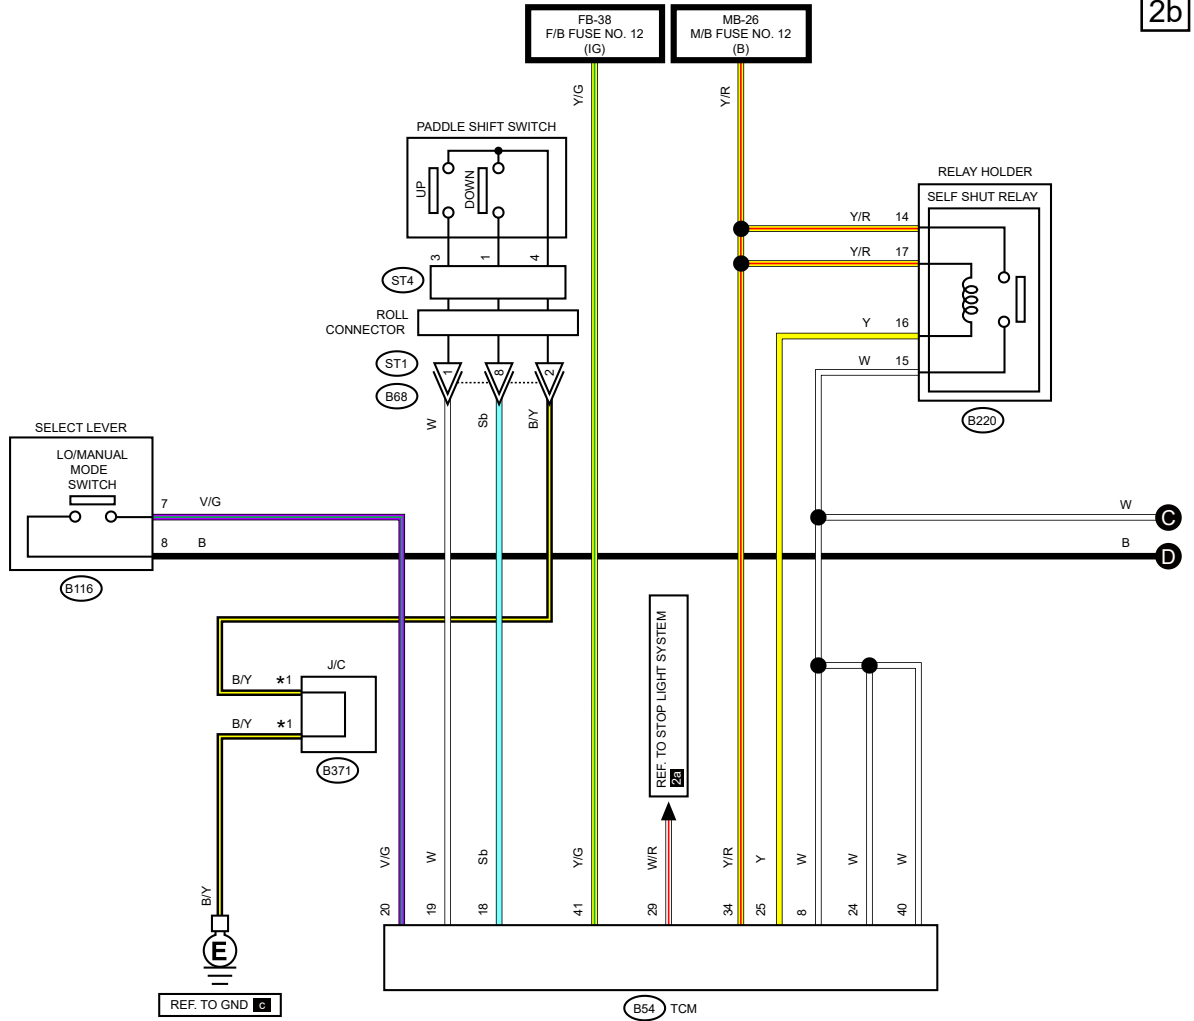 2b
FB-38
F/B FUSE NO. 12
(IG)
MB-26
M/B FUSE NO. 12
(B)
Y/G
Y/R
PADDLE SHIFT SWITCH
UP
DOWN
3
1
4
ST4
ROLL
CONNECTOR
ST1
B68
1
8
2
W
Sb
B/Y
RELAY HOLDER
SELF SHUT RELAY
Y/R 14
Y/R 17
Y 16
W 15
B220
SELECT LEVER
LO/MANUAL
MODE
SWITCH
7 V/G
8 B
B116
W C
B D
J/C
B/Y *1
B/Y *1
B371
REF. TO STOP LIGHT SYSTEM
2a
B/Y
E
REF. TO GND c
V/G
W
Sb
Y/G
W/R
Y/R
Y
W
W
W
20
19
18
41
29
34
25
8
24
40
B54 TCM